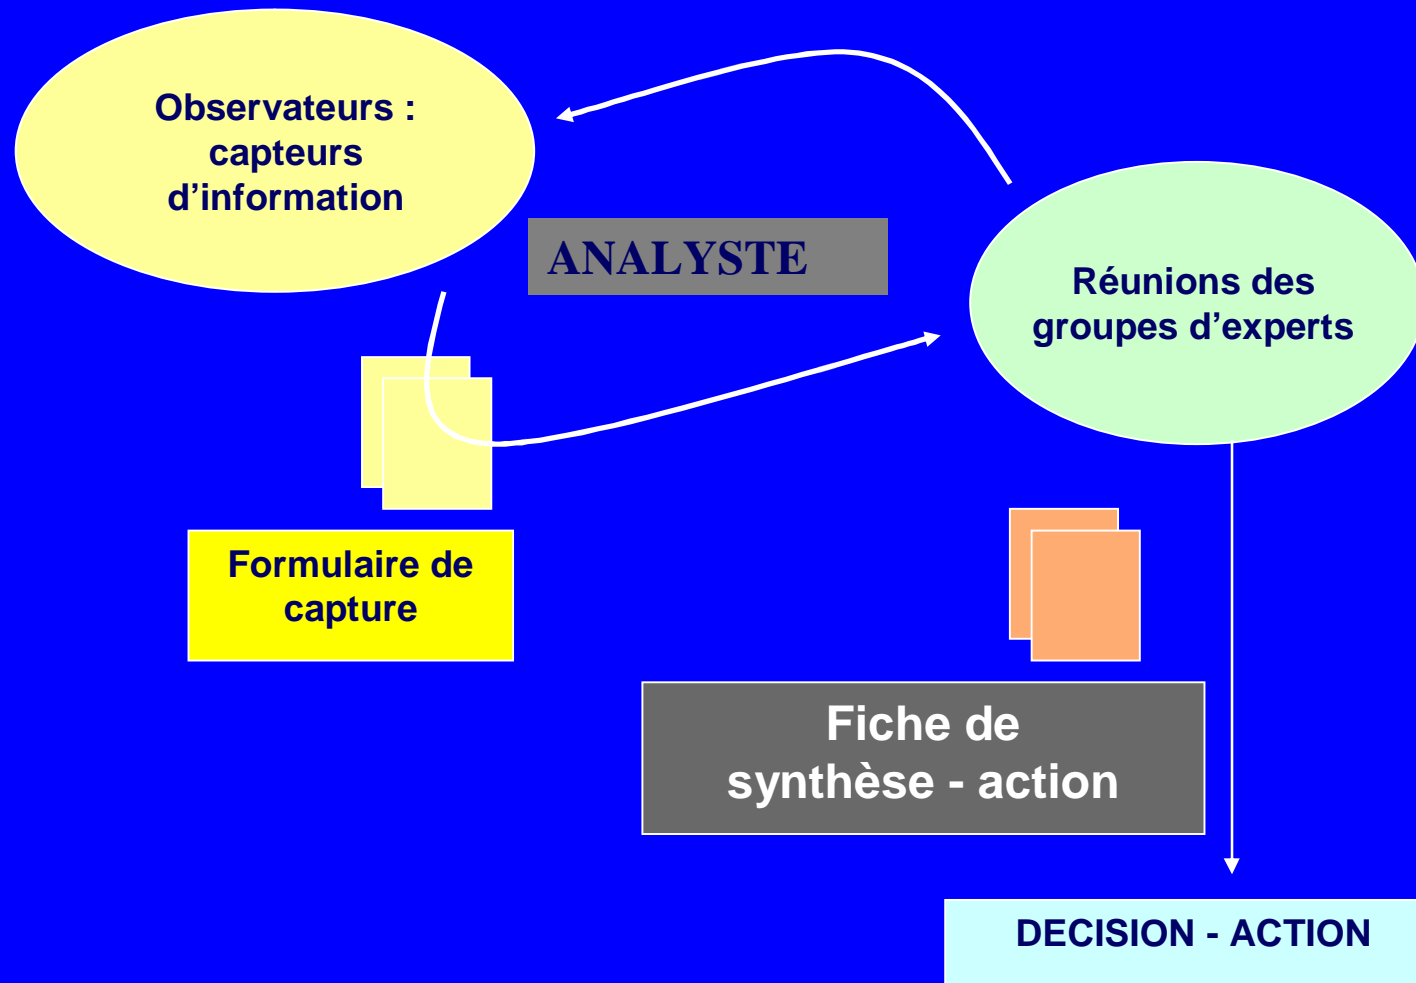 Observateurs :
capteurs
d’information
ANALYSTE
Réunions des
groupes d’experts
Formulaire de
capture
Fiche de
synthèse - action
DECISION - ACTION